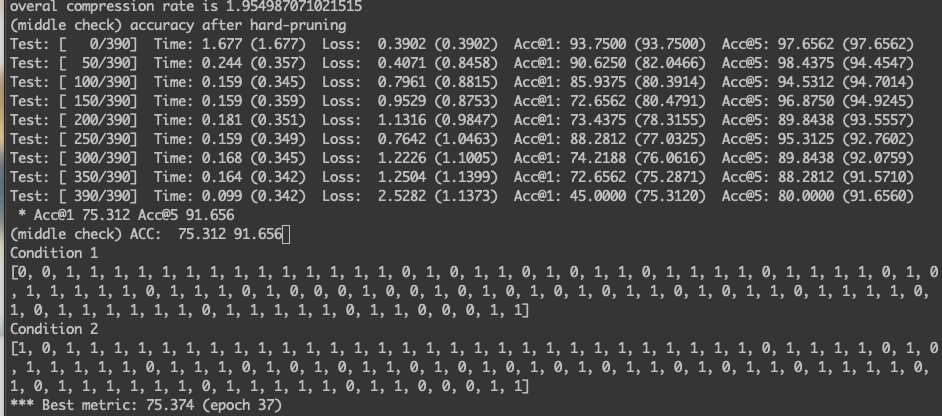 overal compression rate is 1.954987071021515
(middle check) accuracy after hard-pruning
Test: [   0/390]  Time: 1.677 (1.677)  Loss:  0.3902 (0.3902)  Acc@1: 93.7500 (93.7500)  Acc@5: 97.6562 (97.6562)
Test: [  50/390]  Time: 0.244 (0.357)  Loss:  0.4071 (0.8458)  Acc@1: 90.6250 (82.0466)  Acc@5: 98.4375 (94.4547)
Test: [ 100/390]  Time: 0.159 (0.345)  Loss:  0.7961 (0.8815)  Acc@1: 85.9375 (80.3914)  Acc@5: 94.5312 (94.7014)
Test: [ 150/390]  Time: 0.159 (0.359)  Loss:  0.9529 (0.8753)  Acc@1: 72.6562 (80.4791)  Acc@5: 96.8750 (94.9245)
Test: [ 200/390]  Time: 0.181 (0.351)  Loss:  1.1316 (0.9847)  Acc@1: 73.4375 (78.3155)  Acc@5: 89.8438 (93.5557)
Test: [ 250/390]  Time: 0.159 (0.349)  Loss:  0.7642 (1.0463)  Acc@1: 88.2812 (77.0325)  Acc@5: 95.3125 (92.7602)
Test: [ 300/390]  Time: 0.168 (0.345)  Loss:  1.2226 (1.1005)  Acc@1: 74.2188 (76.0616)  Acc@5: 89.8438 (92.0759)
Test: [ 350/390]  Time: 0.164 (0.342)  Loss:  1.2504 (1.1399)  Acc@1: 72.6562 (75.2871)  Acc@5: 88.2812 (91.5710)
Test: [ 390/390]  Time: 0.099 (0.342)  Loss:  2.5282 (1.1373)  Acc@1: 45.0000 (75.3120)  Acc@5: 80.0000 (91.6560)
 * Acc@1 75.312 Acc@5 91.656
(middle check) ACC:  75.312 91.656
Condition 1
[0, 0, 1, 1, 1, 1, 1, 1, 1, 1, 1, 1, 1, 1, 1, 1, 0, 1, 0, 1, 1, 0, 1, 0, 1, 1, 0, 1, 1, 1, 1, 0, 1, 1, 1, 1, 0, 1, 0
, 1, 1, 1, 1, 1, 0, 1, 1, 1, 0, 1, 0, 0, 0, 1, 0, 1, 0, 1, 0, 1, 0, 1, 0, 1, 1, 0, 1, 0, 1, 1, 0, 1, 1, 1, 1, 1, 0,
1, 0, 1, 1, 1, 1, 1, 1, 0, 1, 1, 1, 1, 1, 0, 1, 1, 0, 0, 0, 1, 1]
Condition 2
[1, 0, 1, 1, 1, 1, 1, 1, 1, 1, 1, 1, 1, 1, 1, 1, 1, 1, 1, 1, 1, 1, 1, 1, 1, 1, 1, 1, 1, 1, 1, 0, 1, 1, 1, 1, 0, 1, 0
, 1, 1, 1, 1, 1, 0, 1, 1, 1, 0, 1, 0, 0, 0, 1, 0, 1, 0, 1, 0, 1, 0, 1, 0, 1, 1, 0, 1, 0, 1, 1, 0, 1, 1, 1, 1, 1, 0,
1, 0, 1, 1, 1, 1, 1, 1, 0, 1, 1, 1, 1, 1, 0, 1, 1, 0, 0, 0, 1, 1]
*** Best metric: 75.374 (epoch 37)